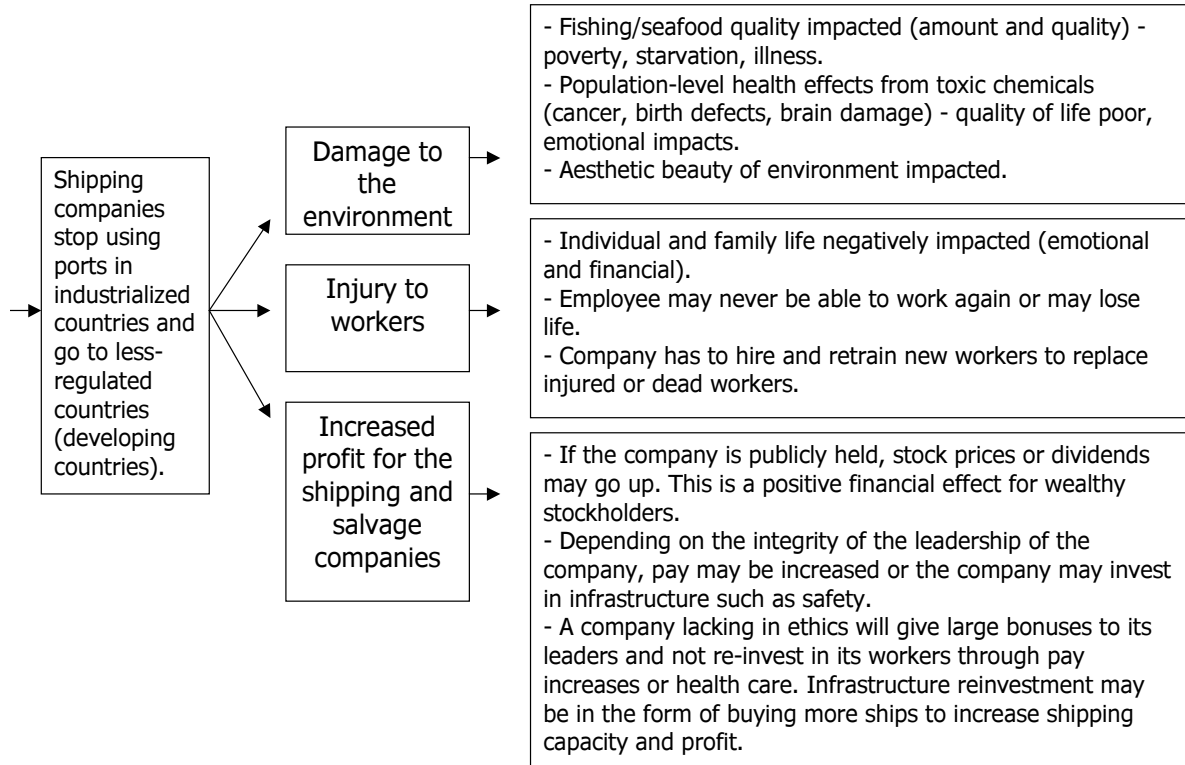 Shipping
companies
stop using
ports in
industrialized
countries and
go to less-
regulated
countries
(developing
countries).
Damage to
the
environment
- Fishing/seafood quality impacted (amount and quality) -
poverty, starvation, illness.
- Population-level health effects from toxic chemicals
(cancer, birth defects, brain damage) - quality of life poor,
emotional impacts.
- Aesthetic beauty of environment impacted.
Injury to
workers
- Individual and family life negatively impacted (emotional
and financial).
- Employee may never be able to work again or may lose
life.
- Company has to hire and retrain new workers to replace
injured or dead workers.
Increased
profit for the
shipping and
salvage
companies
- If the company is publicly held, stock prices or dividends
may go up. This is a positive financial effect for wealthy
stockholders.
- Depending on the integrity of the leadership of the
company, pay may be increased or the company may invest
in infrastructure such as safety.
- A company lacking in ethics will give large bonuses to its
leaders and not re-invest in its workers through pay
increases or health care. Infrastructure reinvestment may
be in the form of buying more ships to increase shipping
capacity and profit.